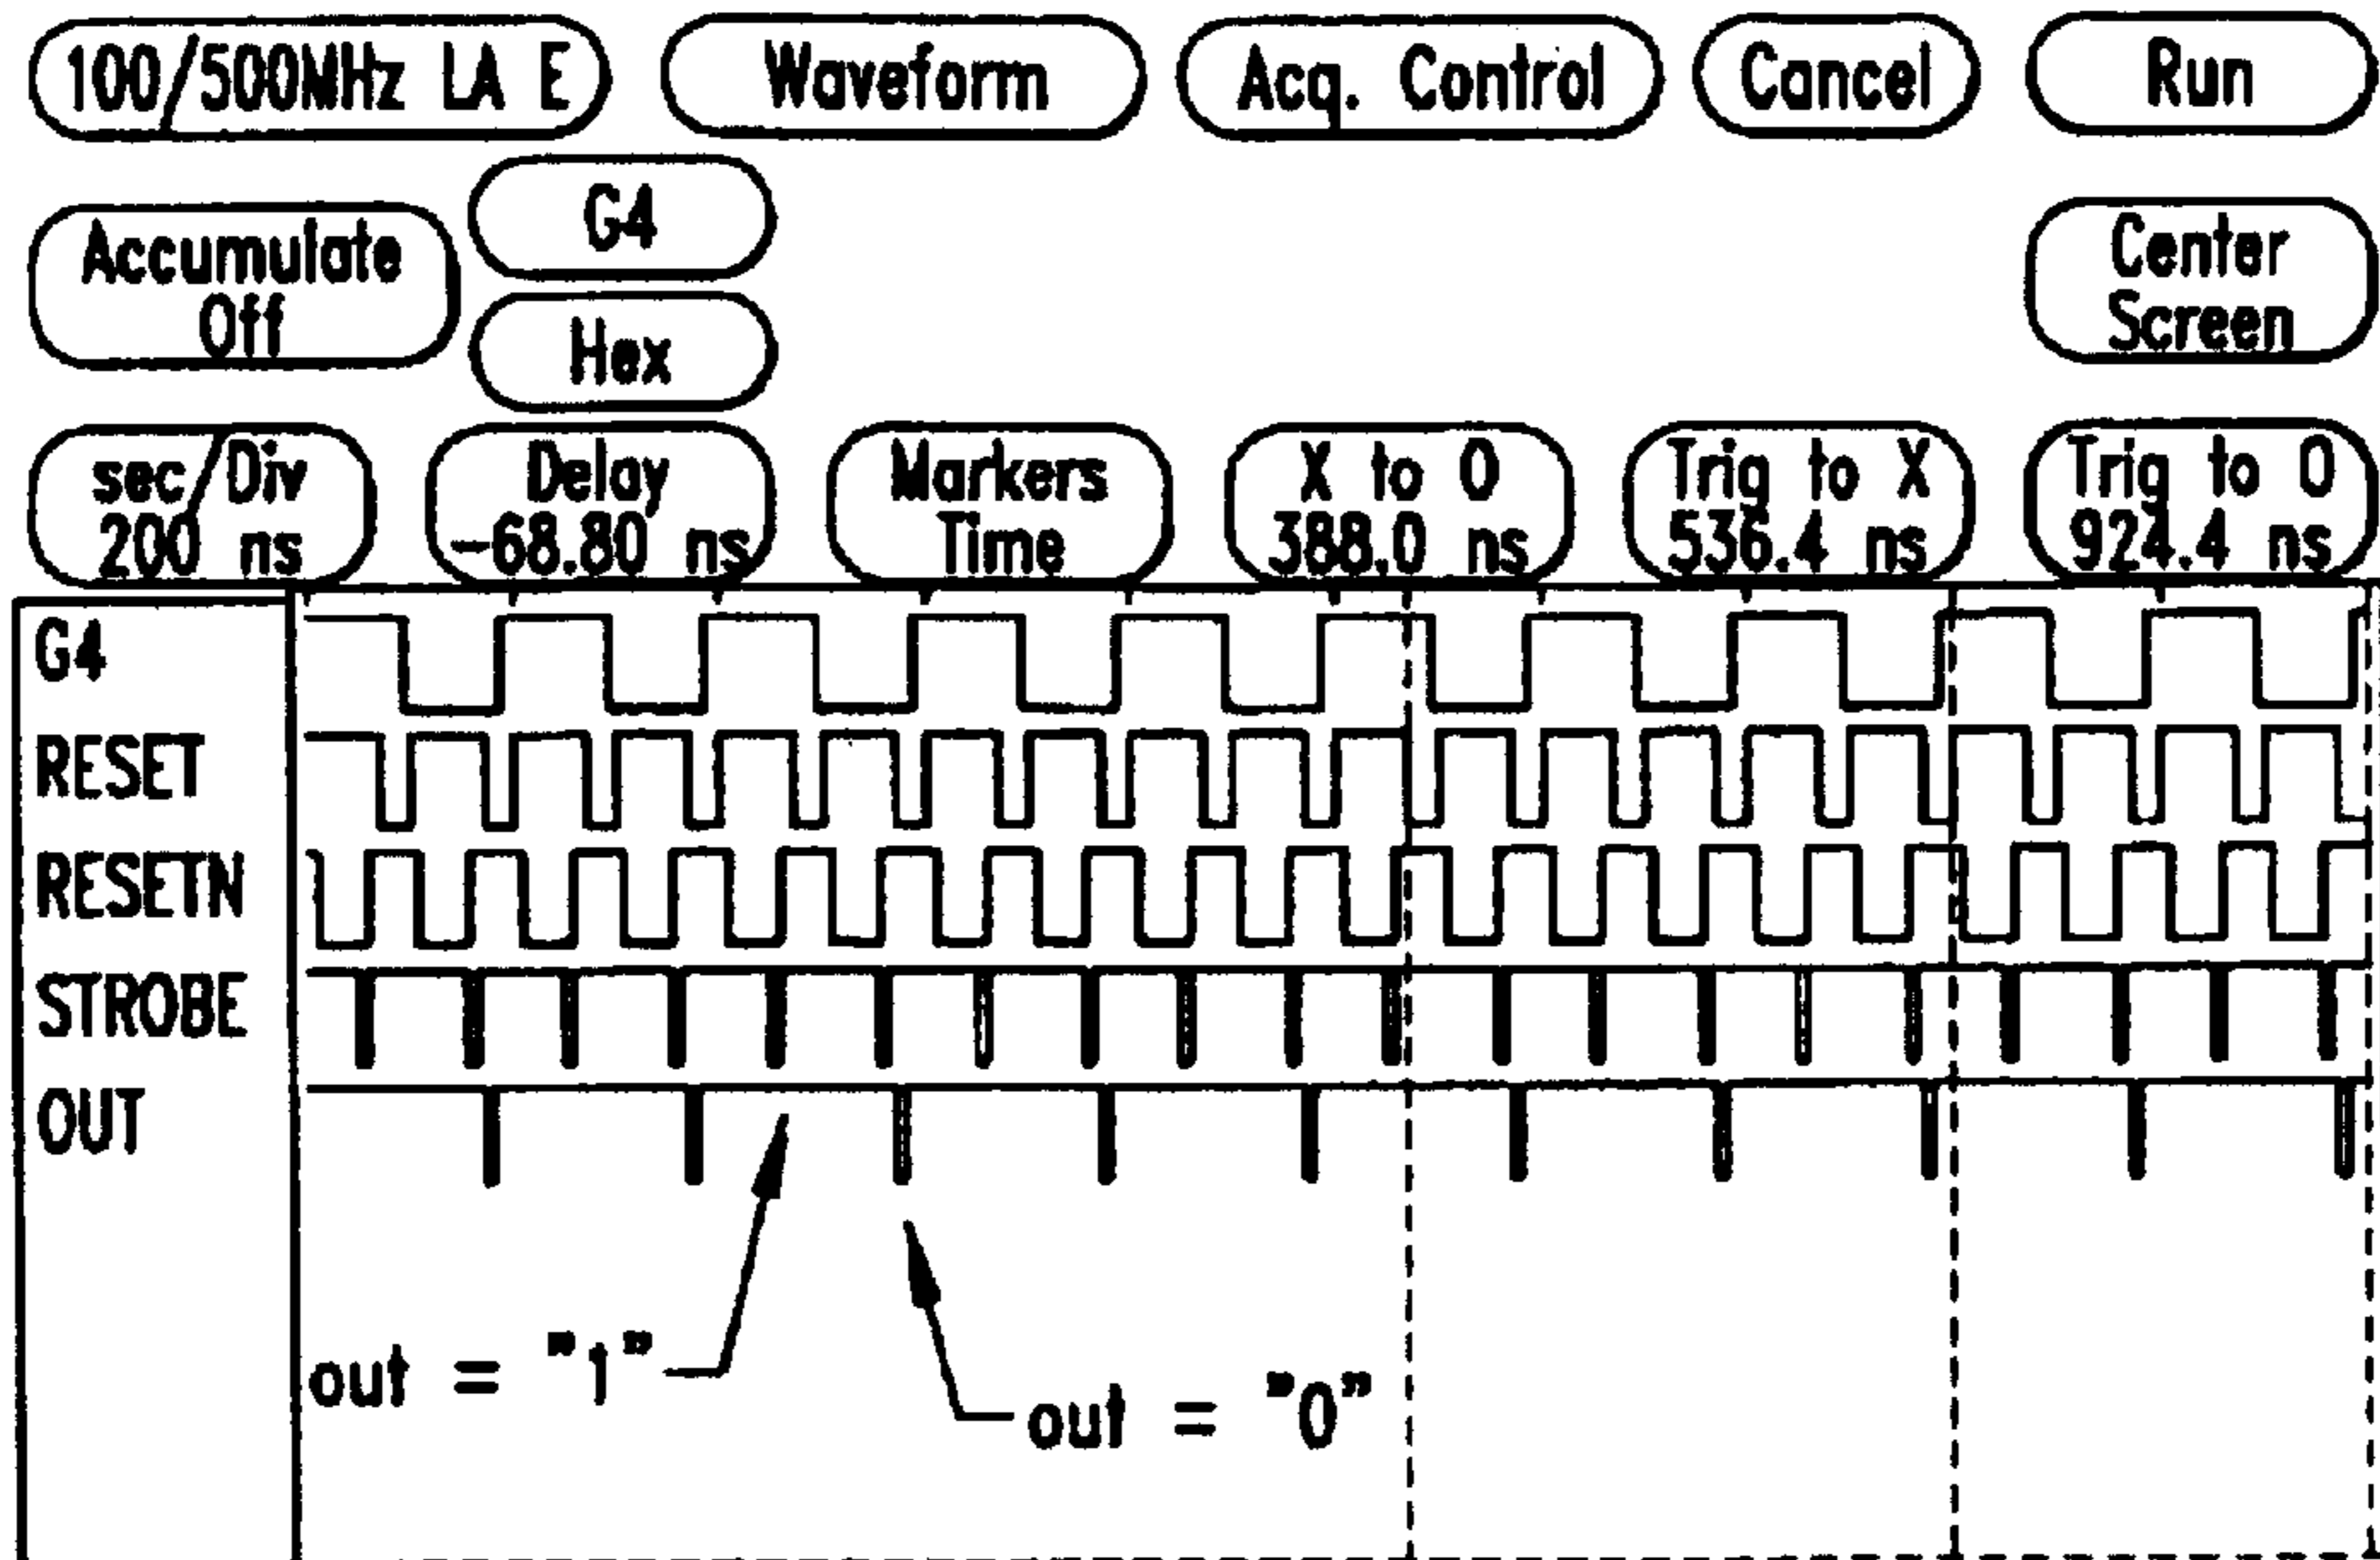 100/500MHz LA E
Waveform
Acq. Control
Cancel
Run
Accumulate
Off
G4
Hex
Center
Screen
sec/Div
200 ns
Delay
-68.80 ns
Markers
Time
X to O
388.0 ns
Trig to X
536.4 ns
Trig to O
924.4 ns
G4
RESET
RESETN
STROBE
OUT
out = "1"
out = "0"